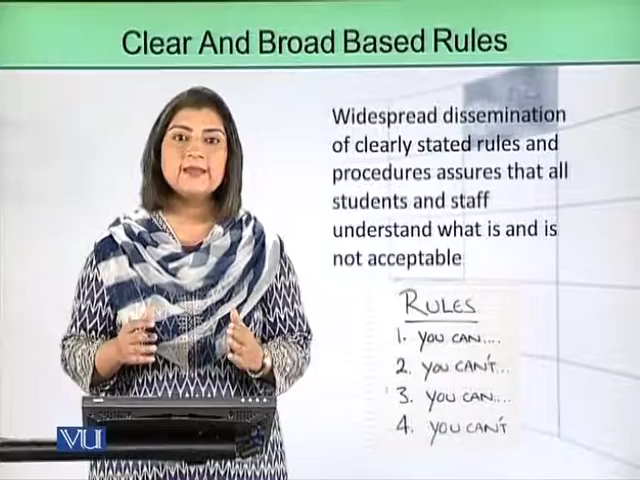 Clear And Broad Based Rules
Widespread dissemination
of clearly stated rules and
procedures assures that all
students and staff
understand what is and is
not acceptable
RULES
1. YOU CAN....
2. YOU CAN'T...
3. YOU CAN....
4. YOU CAN'T
VU